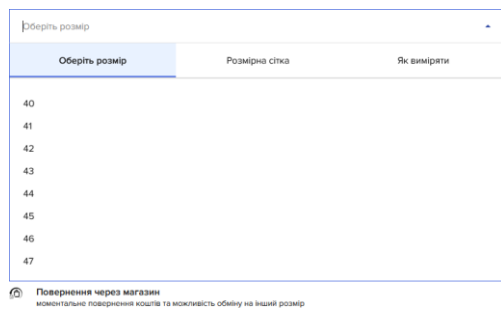 Оберіть розмір
Оберіть розмір Розмірна сітка Як виміряти
40
41
42
43
44
45
46
47
Повернення через магазин
моментальне повернення коштів та можливість обміну на інший розмір